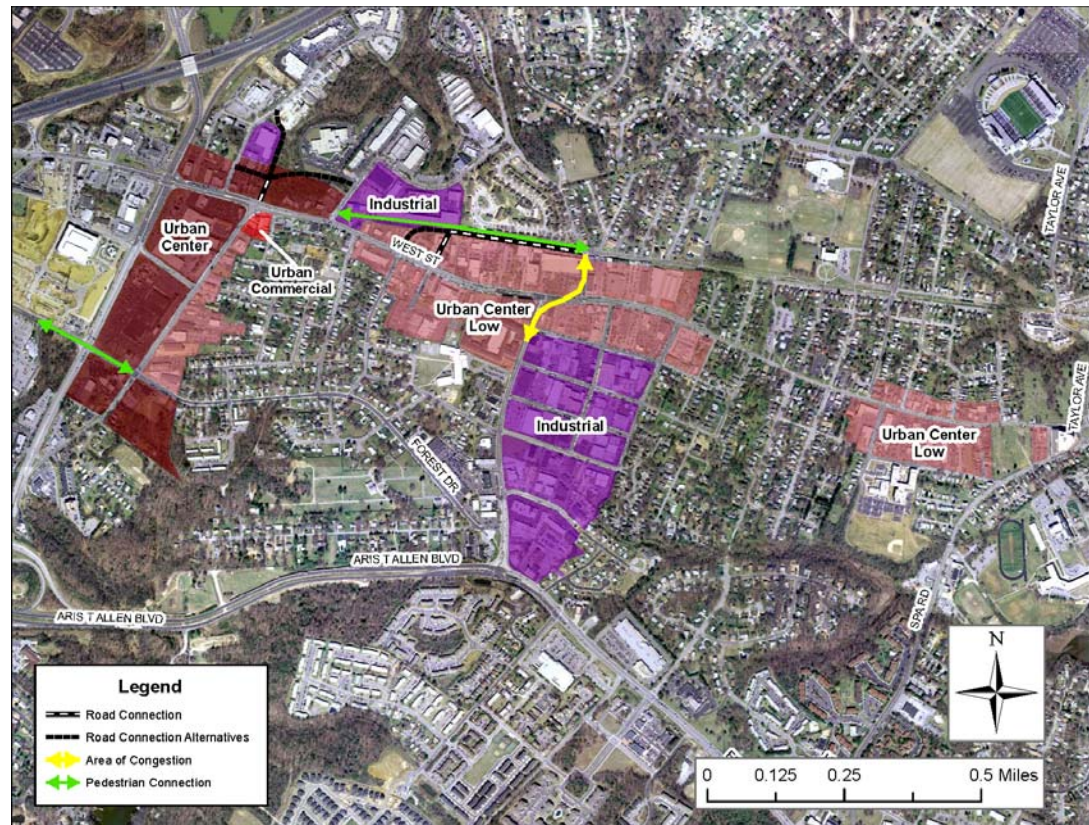 TAYLOR AVE
Industrial
WEST ST
Urban
Center
Urban
Commercial
Urban Center
Low
Industrial
FOREST DR
TAYLOR AVE
Urban Center
Low
ARIS T ALLEN BLVD
ARIS T ALLEN BLVD
SPA RD
N
Legend
Road Connection
Road Connection Alternatives
Area of Congestion
Pedestrian Connection
0 0.125 0.25 0.5 Miles